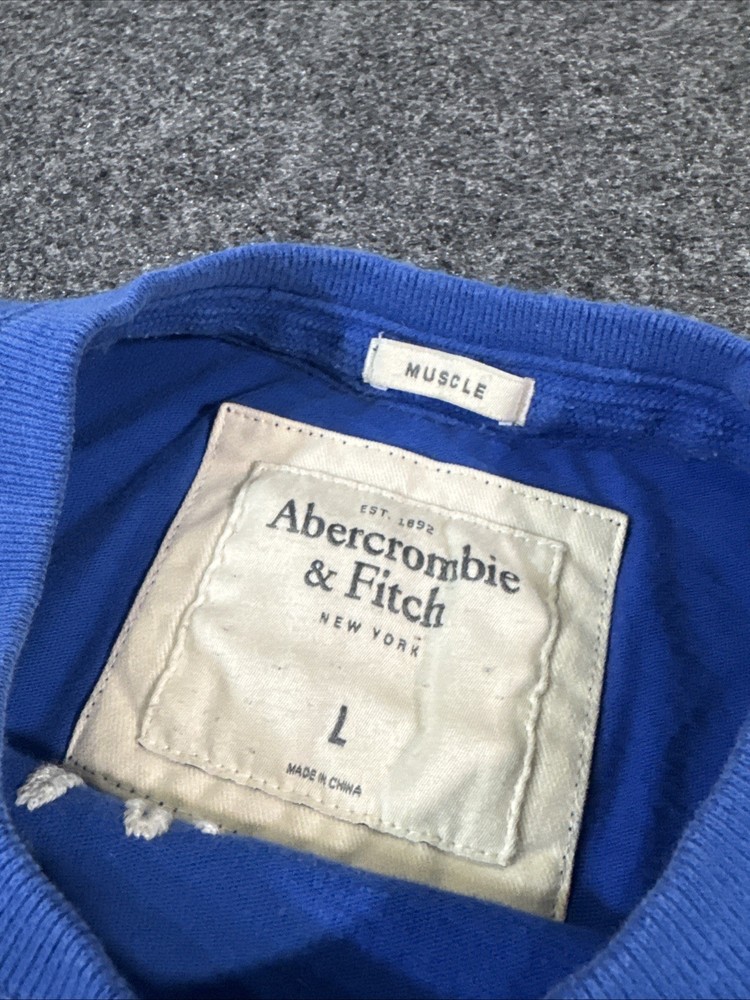 MUSCLE
EST. 1892
Abercrombie
& Fitch
NEW YORK
L
MADE IN CHINA